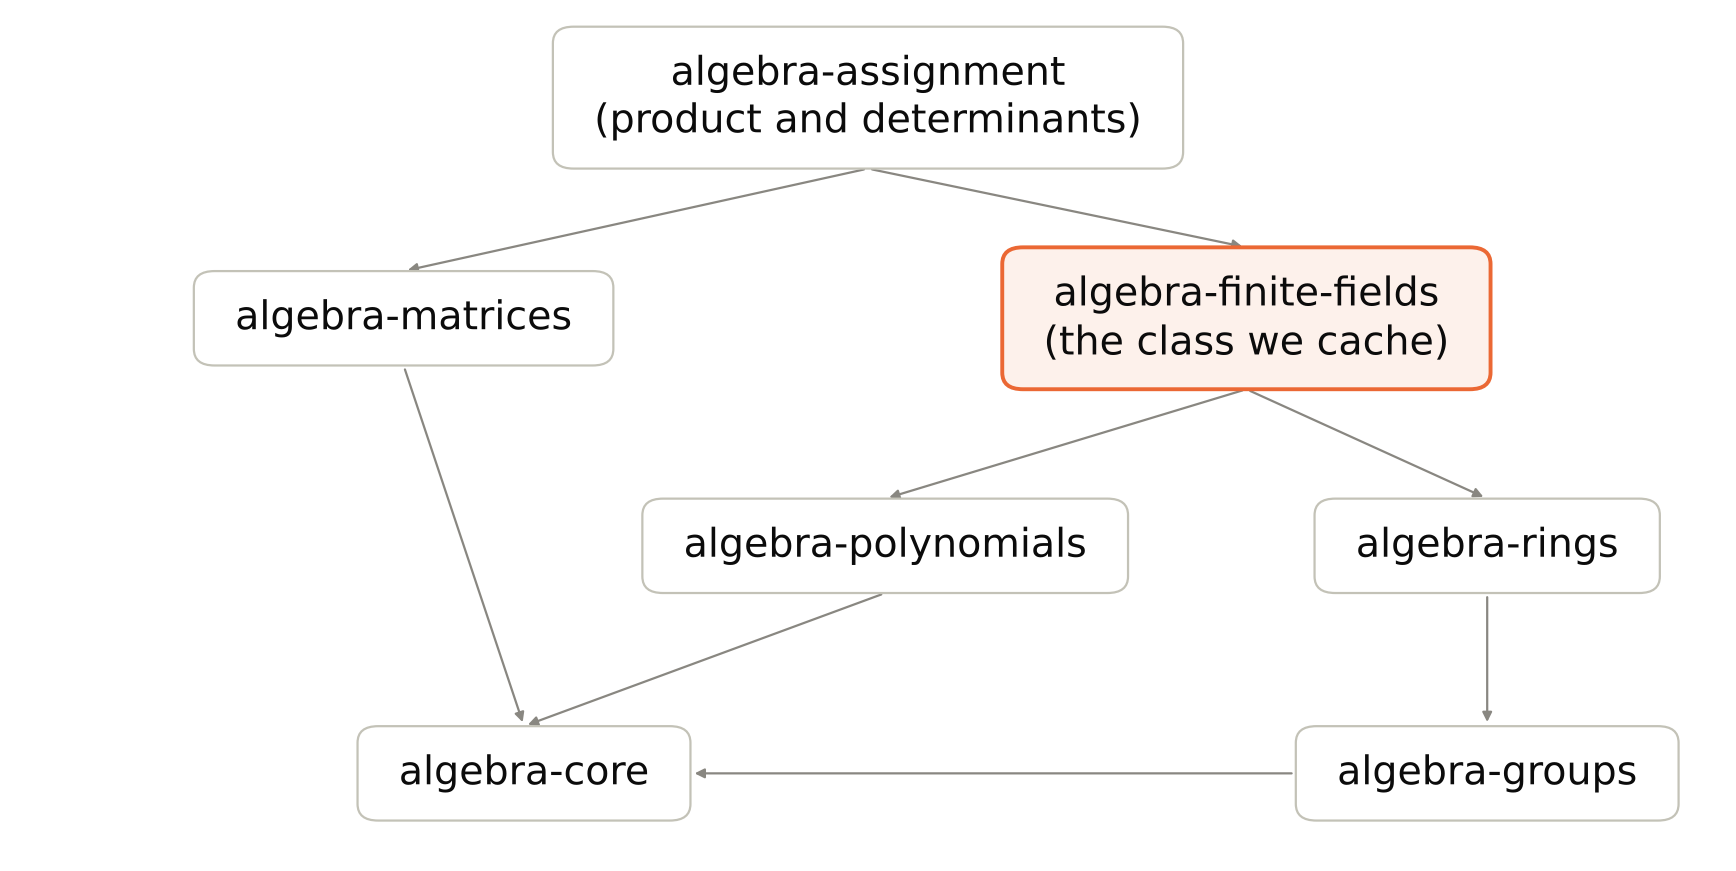 algebra-assignment
(product and determinants)
algebra-matrices
algebra-finite-fields
(the class we cache)
algebra-polynomials
algebra-rings
algebra-core
algebra-groups